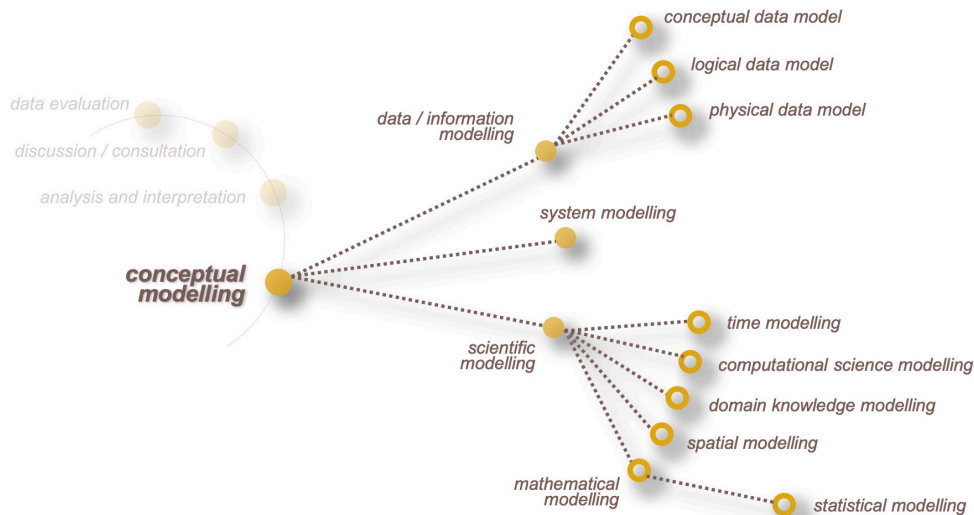 conceptual data model
logical data model
physical data model
data evaluation
data / information
modelling
discussion / consultation
analysis and interpretation
system modelling
conceptual
modelling
time modelling
scientific
modelling
computational science modelling
domain knowledge modelling
spatial modelling
mathematical
modelling
statistical modelling